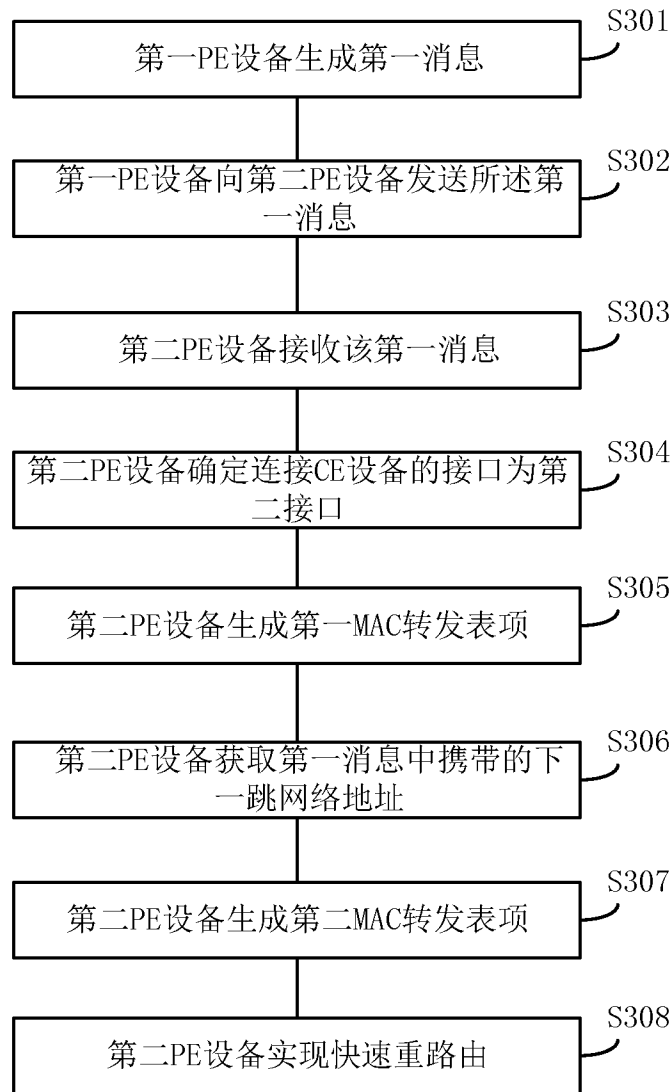 S301
第一PE设备生成第一消息
S302
第一PE设备向第二PE设备发送所述第
一消息
S303
第二PE设备接收该第一消息
S304
第二PE设备确定连接CE设备的接口为第
二接口
S305
第二PE设备生成第一MAC转发表项
S306
第二PE设备获取第一消息中携带的下
一跳网络地址
S307
第二PE设备生成第二MAC转发表项
S308
第二PE设备实现快速重路由